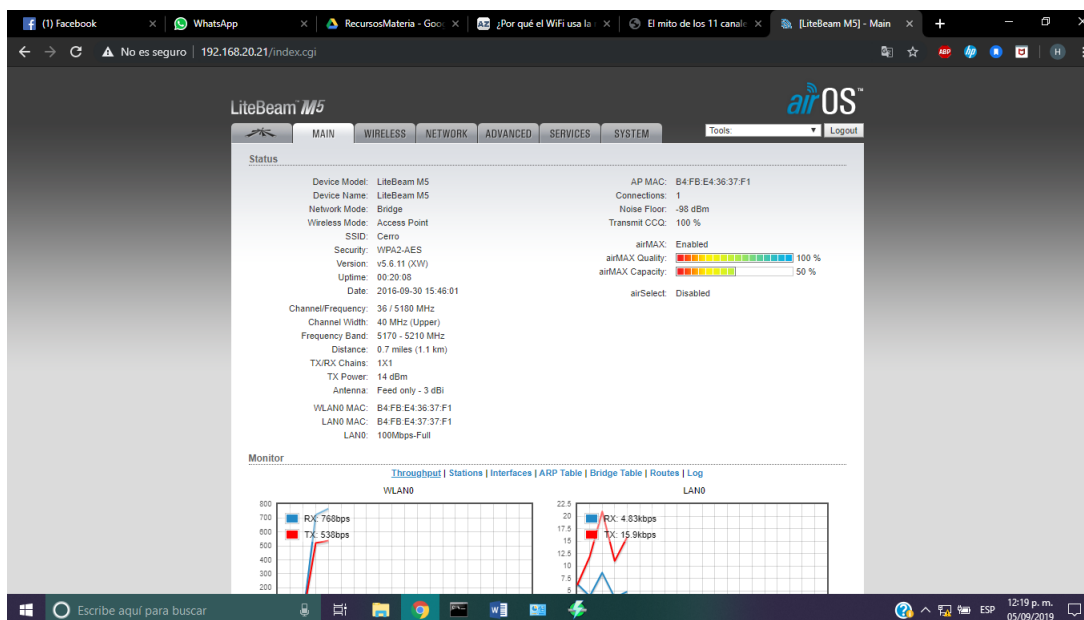 (1) Facebook
WhatsApp
RecursosMateria - Goo
¿Por qué el WiFi usa la
El mito de los 11 canale
[LiteBeam M5] - Main
No es seguro | 192.168.20.21/index.cgi
ABP
hp
H
LiteBeam M5
airOS™
MAIN
WIRELESS
NETWORK
ADVANCED
SERVICES
SYSTEM
Tools:
Logout
Status
Device Model: LiteBeam M5
Device Name: LiteBeam M5
Network Mode: Bridge
Wireless Mode: Access Point
SSID: Cerro
Security: WPA2-AES
Version: v5.6.11 (XW)
Uptime: 00:20:08
Date: 2016-09-30 15:46:01
Channel/Frequency: 36 / 5180 MHz
Channel Width: 40 MHz (Upper)
Frequency Band: 5170 - 5210 MHz
Distance: 0.7 miles (1.1 km)
TX/RX Chains: 1X1
TX Power: 14 dBm
Antenna: Feed only - 3 dBi
WLAN0 MAC: B4:FB:E4:36:37:F1
LAN0 MAC: B4:FB:E4:37:37:F1
LAN0: 100Mbps-Full
AP MAC: B4:FB:E4:36:37:F1
Connections: 1
Noise Floor: -98 dBm
Transmit CCQ: 100 %
airMAX: Enabled
airMAX Quality: 100 %
airMAX Capacity: 50 %
airSelect: Disabled
Monitor
Throughput | Stations | Interfaces | ARP Table | Bridge Table | Routes | Log
WLAN0
800
700
600
500
400
300
200
RX: 768bps
TX: 538bps
LAN0
22.5
20
17.5
15
12.5
10
7.5
5
RX: 4.83kbps
TX: 15.9kbps
Escribe aquí para buscar
ESP
12:19 p. m.
05/09/2019